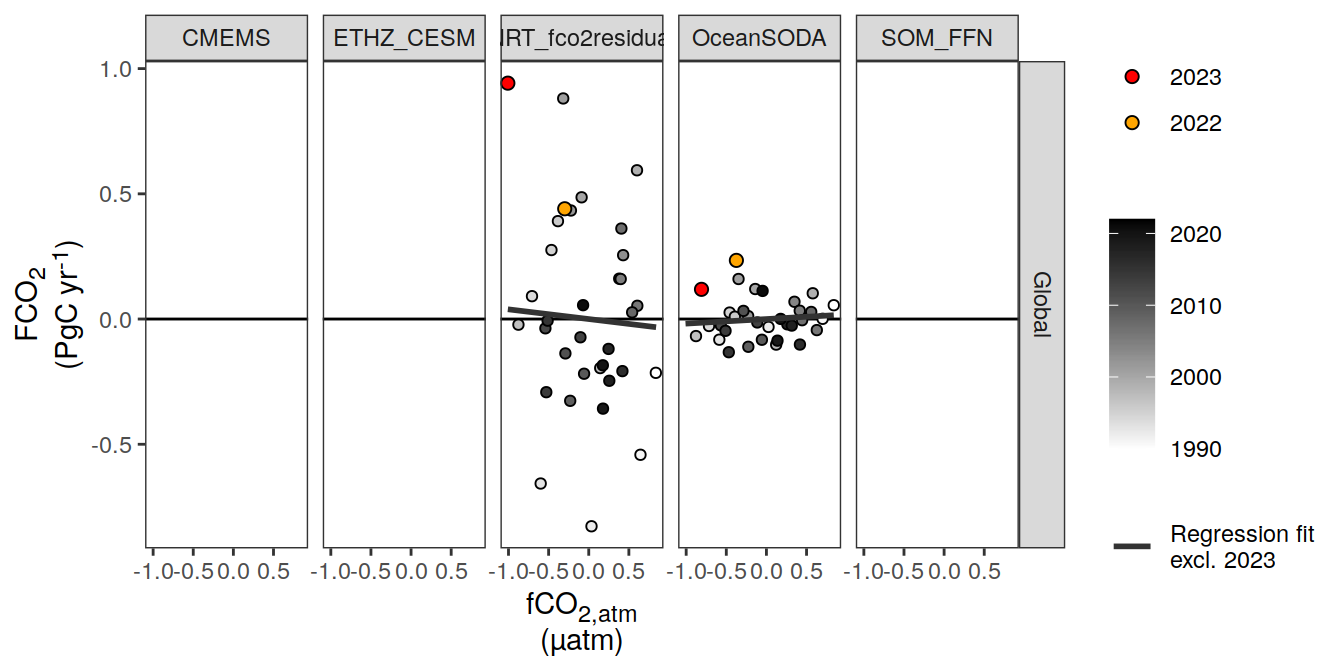 CMEMS ETHZ_CESM NRT_fco2residua OceanSODA SOM_FFN
1.0
0.5
0.0
-0.5
FCO₂
(PgC yr⁻¹)
Global
-1.0 -0.5 0.0 0.5 -1.0 -0.5 0.0 0.5 -1.0 -0.5 0.0 0.5 -1.0 -0.5 0.0 0.5 -1.0 -0.5 0.0 0.5
fCO₂,atm
(µatm)
2023
2022
2020
2010
2000
1990
Regression fit
excl. 2023